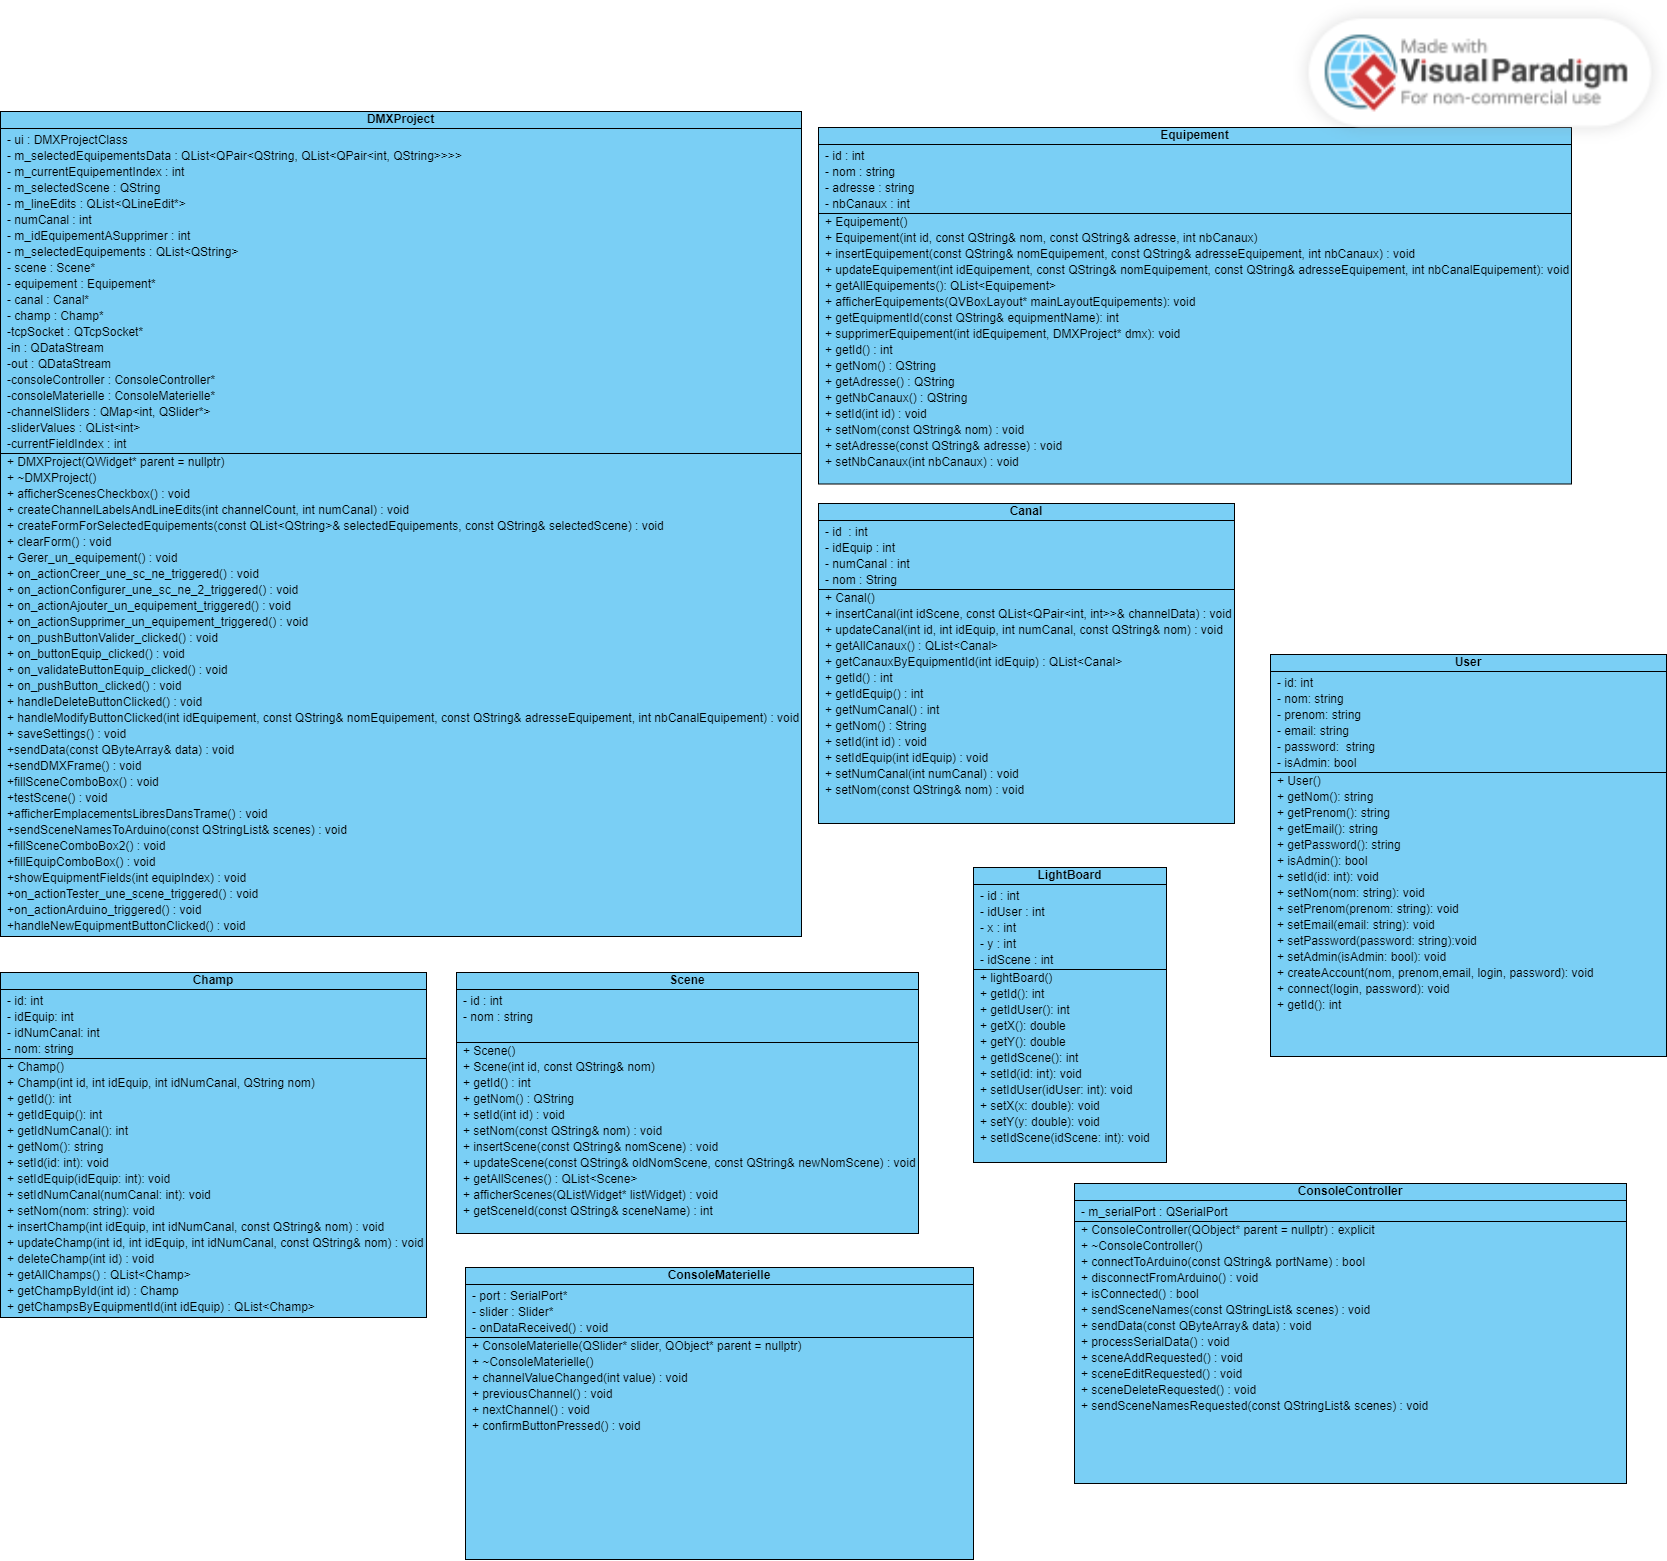 Made with
Visual Paradigm
For non-commercial use
DMXProject
- ui : DMXProjectClass
- m_selectedEquipementsData : QList<QPair<QString, QList<QPair<int, QString>>>>
- m_currentEquipementIndex : int
- m_selectedScene : QString
- m_lineEdits : QList<QLineEdit*>
- numCanal : int
- m_idEquipementASupprimer : int
- m_selectedEquipements : QList<QString>
- scene : Scene*
- equipement : Equipement*
- canal : Canal*
- champ : Champ*
-tcpSocket : QTcpSocket*
-in : QDataStream
-out : QDataStream
-consoleController : ConsoleController*
-consoleMaterielle : ConsoleMaterielle*
-channelSliders : QMap<int, QSlider*>
-sliderValues : QList<int>
-currentFieldIndex : int
+ DMXProject(QWidget* parent = nullptr)
+ ~DMXProject()
+ afficherScenesCheckbox() : void
+ createChannelLabelsAndLineEdits(int channelCount, int numCanal) : void
+ createFormForSelectedEquipements(const QList<QString>& selectedEquipements, const QString& selectedScene) : void
+ clearForm() : void
+ Gerer_un_equipement() : void
+ on_actionCreer_une_sc_ne_triggered() : void
+ on_actionConfigurer_une_sc_ne_2_triggered() : void
+ on_actionAjouter_un_equipement_triggered() : void
+ on_actionSupprimer_un_equipement_triggered() : void
+ on_pushButtonValider_clicked() : void
+ on_buttonEquip_clicked() : void
+ on_validateButtonEquip_clicked() : void
+ on_pushButton_clicked() : void
+ handleDeleteButtonClicked() : void
+ handleModifyButtonClicked(int idEquipement, const QString& nomEquipement, const QString& adresseEquipement, int nbCanalEquipement) : void
+ saveSettings() : void
+sendData(const QByteArray& data) : void
+sendDMXFrame() : void
+fillSceneComboBox() : void
+testScene() : void
+afficherEmplacementsLibresDansTrame() : void
+sendSceneNamesToArduino(const QStringList& scenes) : void
+fillSceneComboBox2() : void
+fillEquipComboBox() : void
+showEquipmentFields(int equipIndex) : void
+on_actionTester_une_scene_triggered() : void
+on_actionArduino_triggered() : void
+handleNewEquipmentButtonClicked() : void
Equipement
- id : int
- nom : string
- adresse : string
- nbCanaux : int
+ Equipement()
+ Equipement(int id, const QString& nom, const QString& adresse, int nbCanaux)
+ insertEquipement(const QString& nomEquipement, const QString& adresseEquipement, int nbCanaux) : void
+ updateEquipement(int idEquipement, const QString& nomEquipement, const QString& adresseEquipement, int nbCanalEquipement): void
+ getAllEquipements(): QList<Equipement>
+ afficherEquipements(QVBoxLayout* mainLayoutEquipements): void
+ getEquipmentId(const QString& equipmentName): int
+ supprimerEquipement(int idEquipement, DMXProject* dmx): void
+ getId() : int
+ getNom() : QString
+ getAdresse() : QString
+ getNbCanaux() : QString
+ setId(int id) : void
+ setNom(const QString& nom) : void
+ setAdresse(const QString& adresse) : void
+ setNbCanaux(int nbCanaux) : void
Canal
- id  : int
- idEquip : int
- numCanal : int
- nom : String
+ Canal()
+ insertCanal(int idScene, const QList<QPair<int, int>>& channelData) : void
+ updateCanal(int id, int idEquip, int numCanal, const QString& nom) : void
+ getAllCanaux() : QList<Canal>
+ getCanauxByEquipmentId(int idEquip) : QList<Canal>
+ getId() : int
+ getIdEquip() : int
+ getNumCanal() : int
+ getNom() : String
+ setId(int id) : void
+ setIdEquip(int idEquip) : void
+ setNumCanal(int numCanal) : void
+ setNom(const QString& nom) : void
User
- id: int
- nom: string
- prenom: string
- email: string
- password:  string
- isAdmin: bool
+ User()
+ getNom(): string
+ getPrenom(): string
+ getEmail(): string
+ getPassword(): string
+ isAdmin(): bool
+ setId(id: int): void
+ setNom(nom: string): void
+ setPrenom(prenom: string): void
+ setEmail(email: string): void
+ setPassword(password: string):void
+ setAdmin(isAdmin: bool): void
+ createAccount(nom, prenom,email, login, password): void
+ connect(login, password): void
+ getId(): int
LightBoard
- id : int
- idUser : int
- x : int
- y : int
- idScene : int
+ lightBoard()
+ getId(): int
+ getIdUser(): int
+ getX(): double
+ getY(): double
+ getIdScene(): int
+ setId(id: int): void
+ setIdUser(idUser: int): void
+ setX(x: double): void
+ setY(y: double): void
+ setIdScene(idScene: int): void
Champ
- id: int
- idEquip: int
- idNumCanal: int
- nom: string
+ Champ()
+ Champ(int id, int idEquip, int idNumCanal, QString nom)
+ getId(): int
+ getIdEquip(): int
+ getIdNumCanal(): int
+ getNom(): string
+ setId(id: int): void
+ setIdEquip(idEquip: int): void
+ setIdNumCanal(numCanal: int): void
+ setNom(nom: string): void
+ insertChamp(int idEquip, int idNumCanal, const QString& nom) : void
+ updateChamp(int id, int idEquip, int idNumCanal, const QString& nom) : void
+ deleteChamp(int id) : void
+ getAllChamps() : QList<Champ>
+ getChampById(int id) : Champ
+ getChampsByEquipmentId(int idEquip) : QList<Champ>
Scene
- id : int
- nom : string
+ Scene()
+ Scene(int id, const QString& nom)
+ getId() : int
+ getNom() : QString
+ setId(int id) : void
+ setNom(const QString& nom) : void
+ insertScene(const QString& nomScene) : void
+ updateScene(const QString& oldNomScene, const QString& newNomScene) : void
+ getAllScenes() : QList<Scene>
+ afficherScenes(QListWidget* listWidget) : void
+ getSceneId(const QString& sceneName) : int
ConsoleController
- m_serialPort : QSerialPort
+ ConsoleController(QObject* parent = nullptr) : explicit
+ ~ConsoleController()
+ connectToArduino(const QString& portName) : bool
+ disconnectFromArduino() : void
+ isConnected() : bool
+ sendSceneNames(const QStringList& scenes) : void
+ sendData(const QByteArray& data) : void
+ processSerialData() : void
+ sceneAddRequested() : void
+ sceneEditRequested() : void
+ sceneDeleteRequested() : void
+ sendSceneNamesRequested(const QStringList& scenes) : void
ConsoleMaterielle
- port : SerialPort*
- slider : Slider*
- onDataReceived() : void
+ ConsoleMaterielle(QSlider* slider, QObject* parent = nullptr)
+ ~ConsoleMaterielle()
+ channelValueChanged(int value) : void
+ previousChannel() : void
+ nextChannel() : void
+ confirmButtonPressed() : void